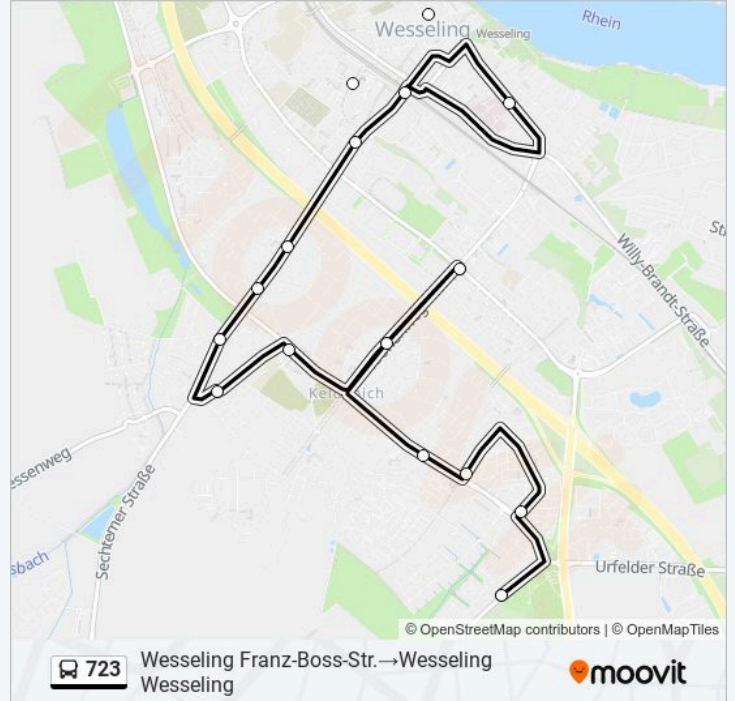 Rhein
Wesseling
Wesseling
Willy-Brandt-Straße
Keldenich
essenweg
Sechtemer Straße
sbach
Urfelder Straße
© OpenStreetMap contributors | © OpenMapTiles
723
Wesseling Franz-Boss-Str.→Wesseling
Wesseling
moovit